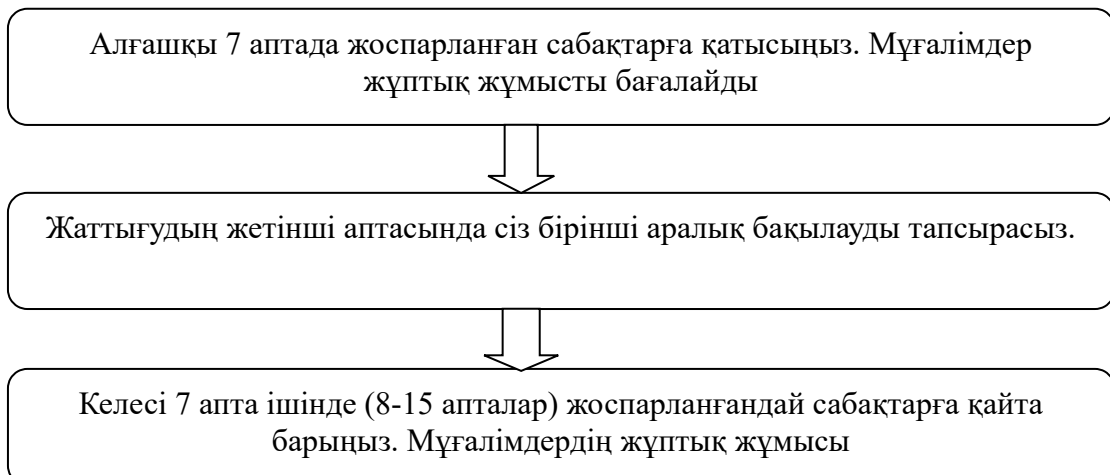 Алғашқы 7 аптада жоспарланған сабақтарға қатысыңыз. Мұғалімдер
жұптық жұмысты бағалайды
Жаттығудың жетінші аптасында сіз бірінші аралық бақылауды тапсырасыз.
Келесі 7 апта ішінде (8-15 апталар) жоспарланғандай сабақтарға қайта
барыңыз. Мұғалімдердің жұптық жұмысы